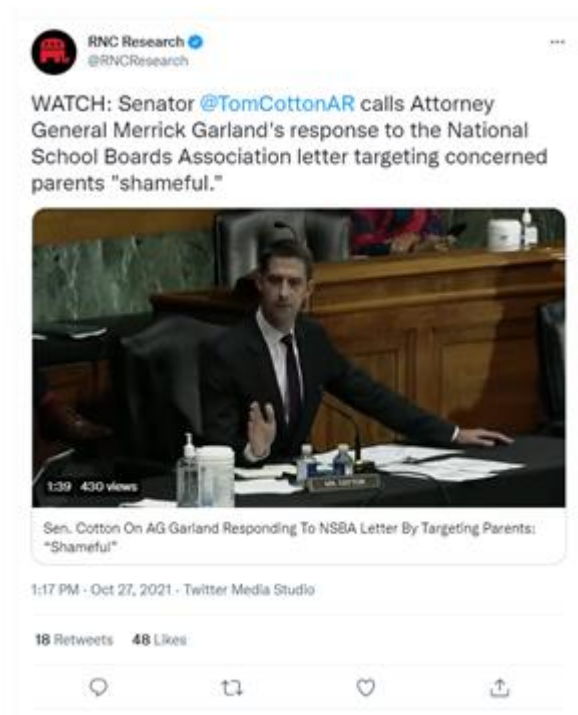 RNC Research
@RNCResearch
WATCH: Senator @TomCottonAR calls Attorney
General Merrick Garland's response to the National
School Boards Association letter targeting concerned
parents "shameful."
1:39 430 views
MR. COTTON
Sen. Cotton On AG Garland Responding To NSBA Letter By Targeting Parents:
"Shameful"
1:17 PM · Oct 27, 2021 · Twitter Media Studio
18 Retweets 48 Likes